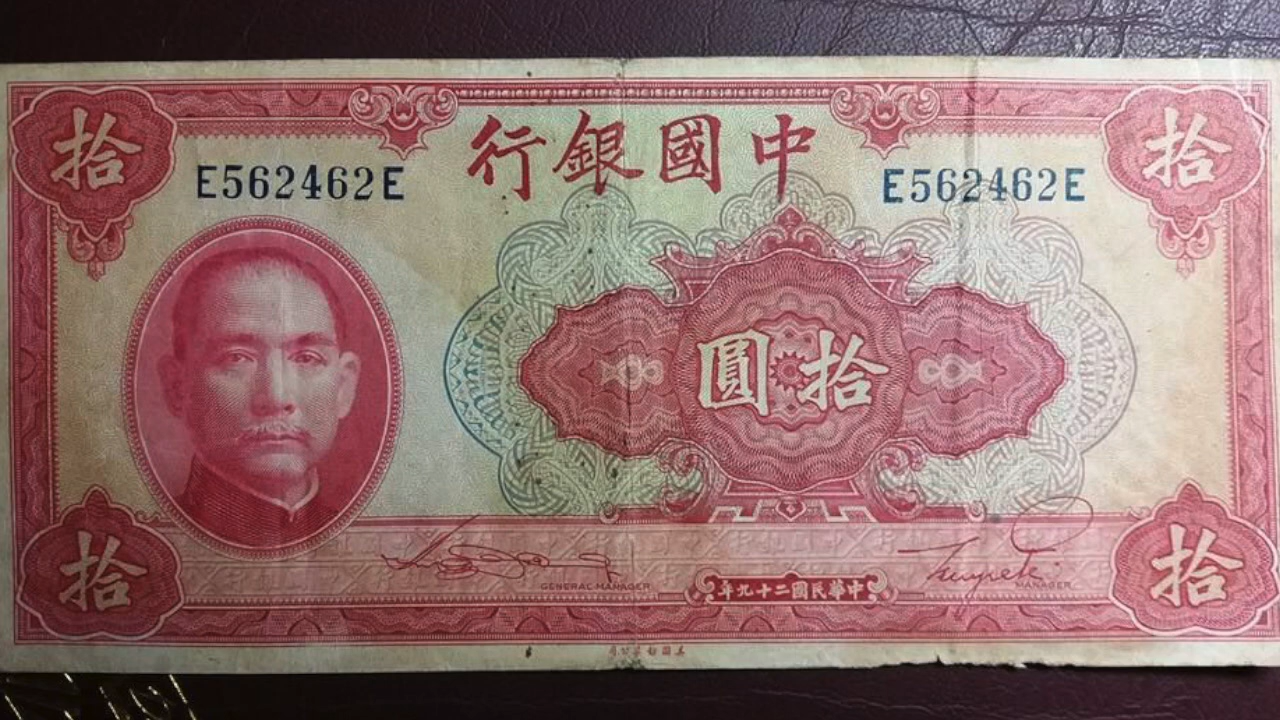 中國銀行
拾
拾
E562462E
E562462E
拾圓
GENERAL MANAGER
MANAGER
中華民國二十九年
拾
拾